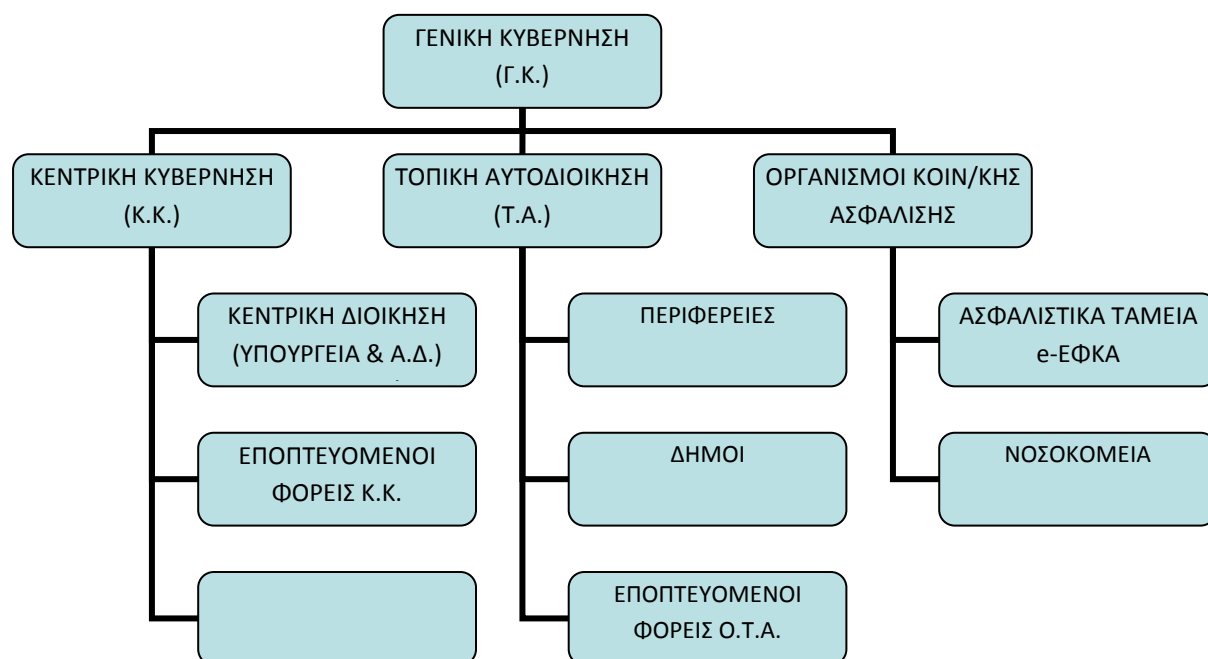 ΓΕΝΙΚΗ ΚΥΒΕΡΝΗΣΗ
(Γ.Κ.)
ΚΕΝΤΡΙΚΗ ΚΥΒΕΡΝΗΣΗ
(Κ.Κ.)
ΤΟΠΙΚΗ ΑΥΤΟΔΙΟΙΚΗΣΗ
(Τ.Α.)
ΟΡΓΑΝΙΣΜΟΙ ΚΟΙΝ/ΚΗΣ
ΑΣΦΑΛΙΣΗΣ
ΚΕΝΤΡΙΚΗ ΔΙΟΙΚΗΣΗ
(ΥΠΟΥΡΓΕΙΑ & Α.Δ.)
ΠΕΡΙΦΕΡΕΙΕΣ
ΑΣΦΑΛΙΣΤΙΚΑ ΤΑΜΕΙΑ
e-ΕΦΚΑ
ΕΠΟΠΤΕΥΟΜΕΝΟΙ
ΦΟΡΕΙΣ Κ.Κ.
ΔΗΜΟΙ
ΝΟΣΟΚΟΜΕΙΑ
ΕΠΟΠΤΕΥΟΜΕΝΟΙ
ΦΟΡΕΙΣ Ο.Τ.Α.